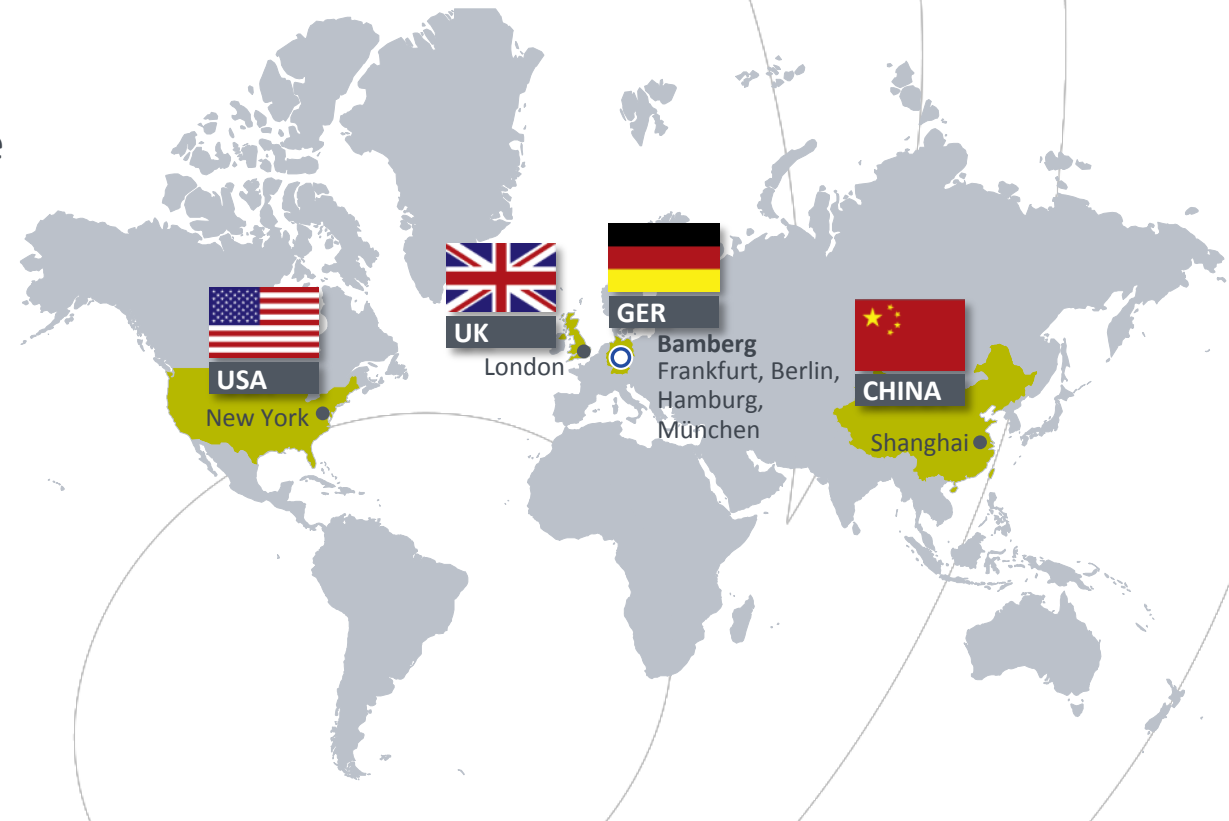 e
UK
GER
USA
CHINA
London
Bamberg
Frankfurt, Berlin,
Hamburg,
München
New York
Shanghai